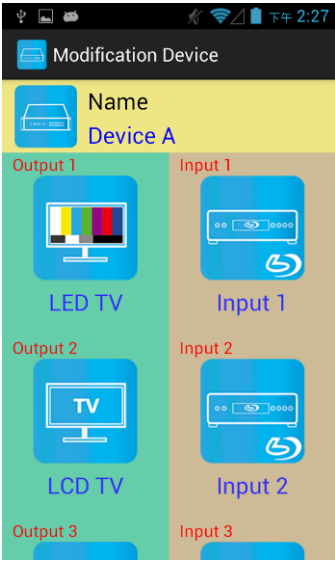 下午 2:27
Modification Device
Name
Device A
Output 1
Input 1
LED TV
Input 1
Output 2
Input 2
TV
LCD TV
Input 2
Output 3
Input 3